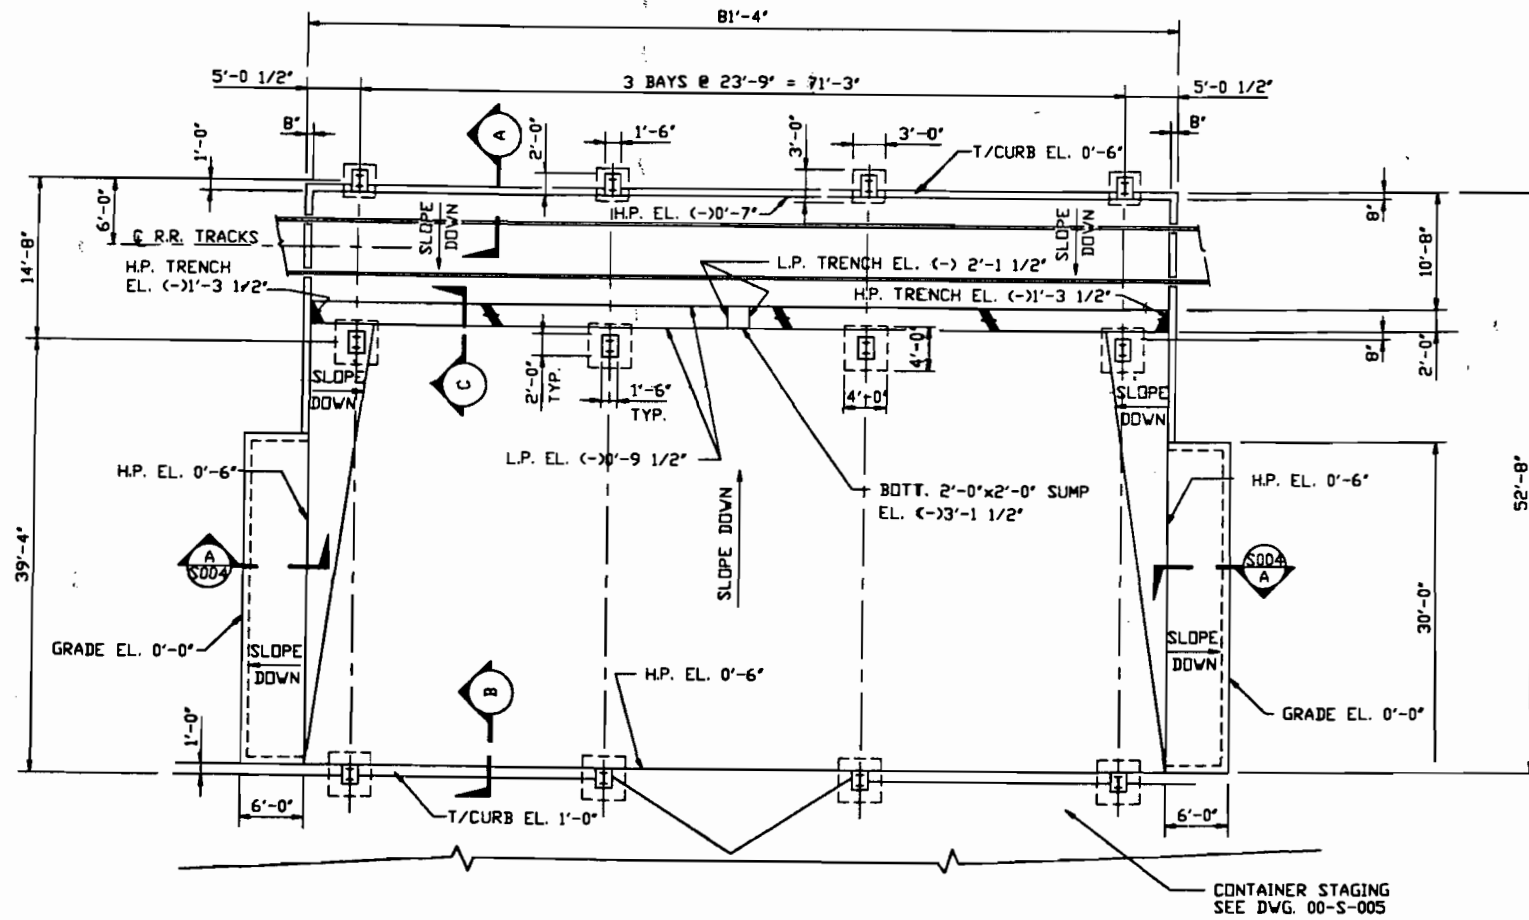 81'-4"
5'-0 1/2"
3 BAYS @ 23'-9" = 71'-3"
5'-0 1/2"
8"
1'-0"
A
2'-0"
1'-6"
3'-0"
3'-0"
T/CURB EL. 0'-6"
8"
6'-0"
14'-8"
H.P. EL. (-)0'-7"
SLOPE
DOWN
SLOPE
DOWN
8"
10'-8"
℄ R.R. TRACKS
H.P. TRENCH
EL. (-)1'-3 1/2"
L.P. TRENCH EL. (-) 2'-1 1/2"
H.P. TRENCH EL. (-)1'-3 1/2"
8"
2'-0"
SLOPE
DOWN
C
2'-0"
TYP.
1'-6"
TYP.
4'-0"
4'-0"
SLOPE
DOWN
L.P. EL. (-)0'-9 1/2"
H.P. EL. 0'-6"
BOTT. 2'-0"x2'-0" SUMP
EL. (-)3'-1 1/2"
H.P. EL. 0'-6"
52'-8"
39'-4"
SLOPE DOWN
A
S004
S004
A
30'-0"
GRADE EL. 0'-0"
SLOPE
DOWN
SLOPE
DOWN
B
H.P. EL. 0'-6"
GRADE EL. 0'-0"
1'-0"
6'-0"
T/CURB EL. 1'-0"
6'-0"
CONTAINER STAGING
SEE DWG. 00-S-005